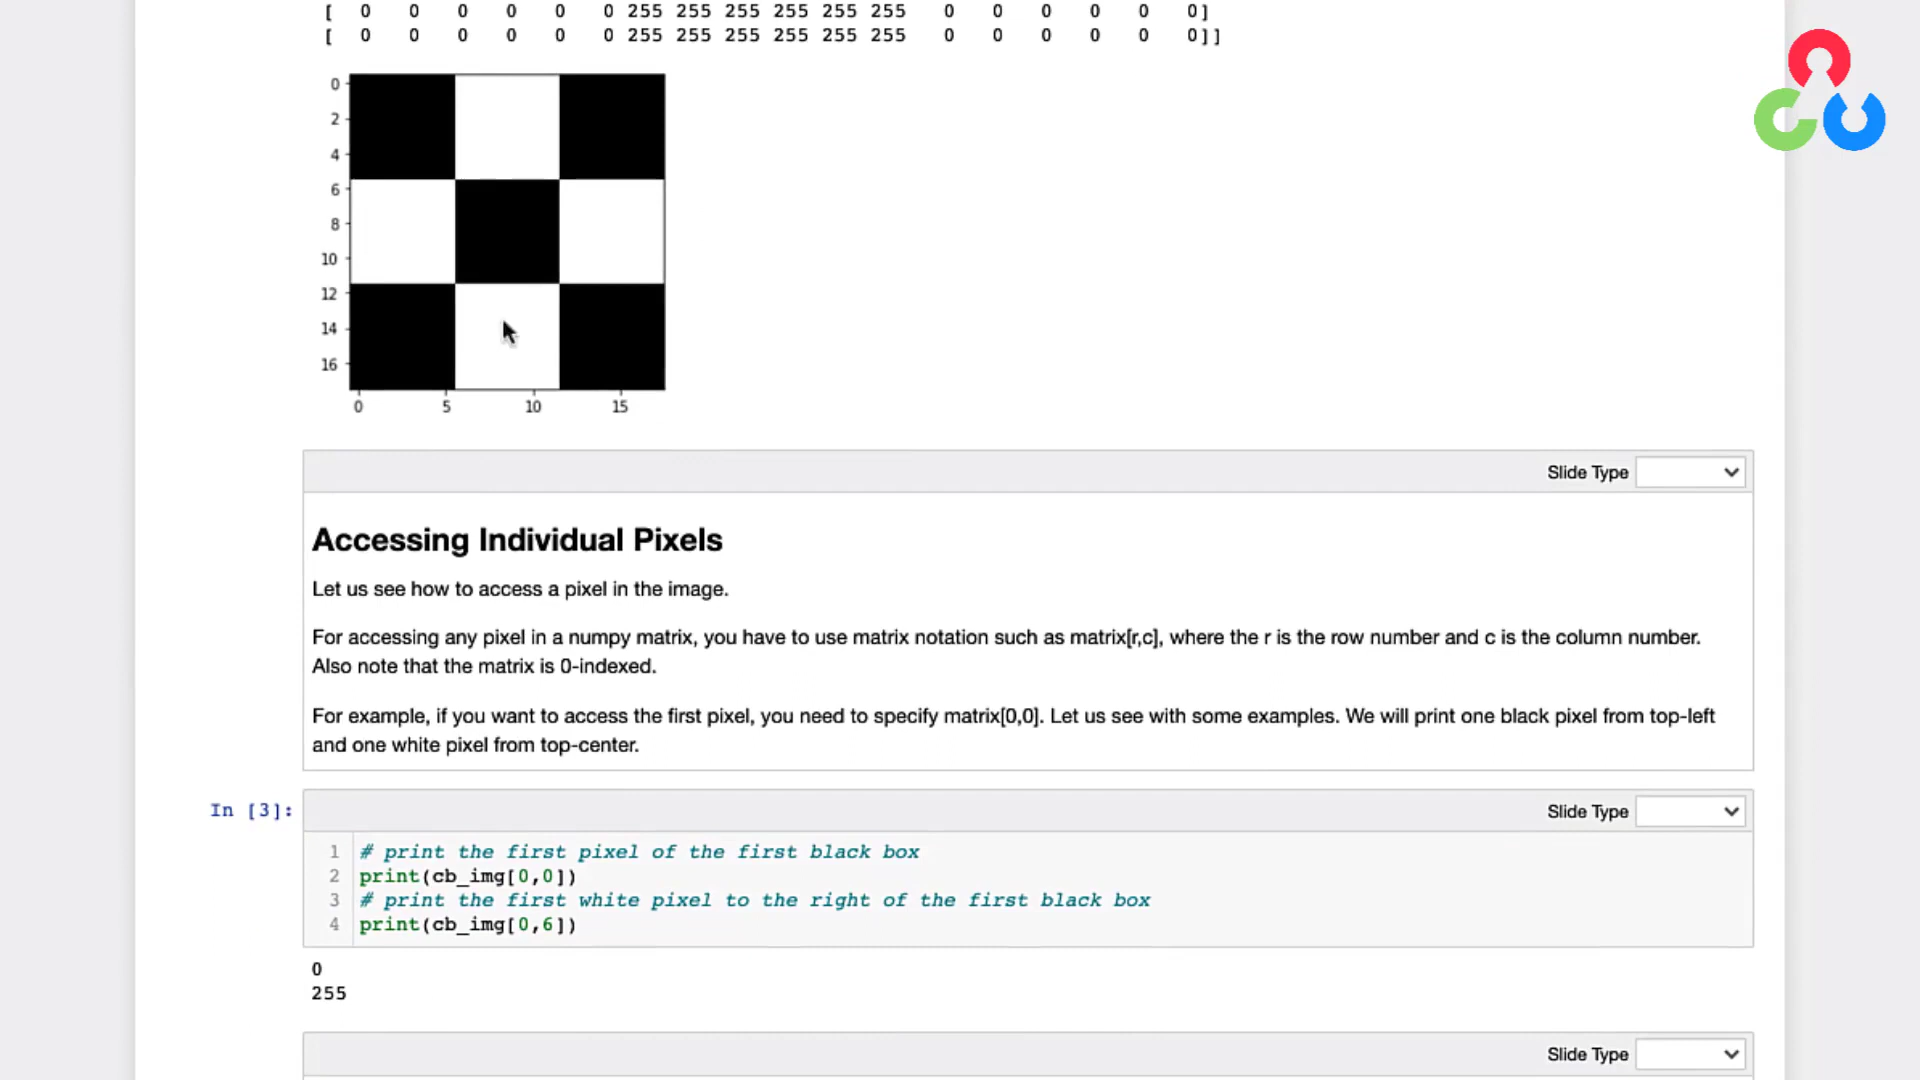 [ 0 0 0 0 0 0 255 255 255 255 255 255 0 0 0 0 0 0]
[ 0 0 0 0 0 0 255 255 255 255 255 255 0 0 0 0 0 0]]
0
2
4
6
8
10
12
14
16
0 5 10 15
Slide Type
Accessing Individual Pixels
Let us see how to access a pixel in the image.
For accessing any pixel in a numpy matrix, you have to use matrix notation such as matrix[r,c], where the r is the row number and c is the column number.
Also note that the matrix is 0-indexed.
For example, if you want to access the first pixel, you need to specify matrix[0,0]. Let us see with some examples. We will print one black pixel from top-left
and one white pixel from top-center.
In [3]:
Slide Type
1 # print the first pixel of the first black box
2 print(cb_img[0,0])
3 # print the first white pixel to the right of the first black box
4 print(cb_img[0,6])
0
255
Slide Type